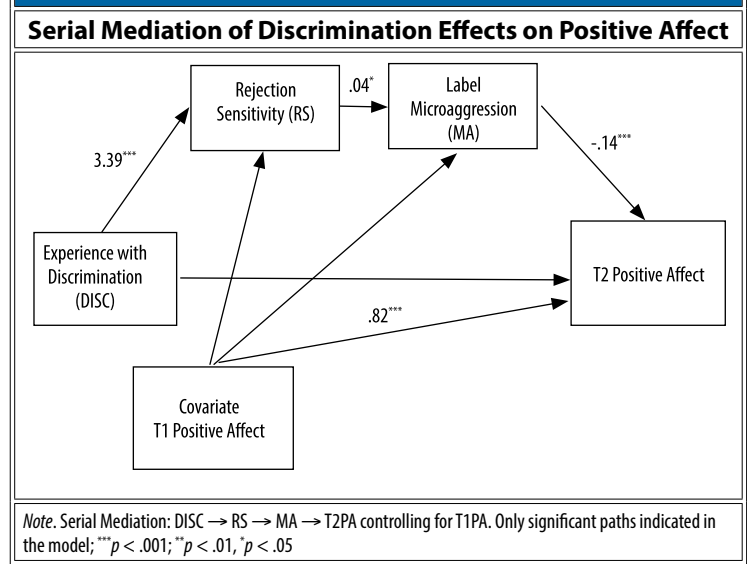 Serial Mediation of Discrimination Effects on Positive Affect
Rejection
Sensitivity (RS)
.04*
Label
Microaggression
(MA)
3.39***
-.14***
Experience with
Discrimination
(DISC)
T2 Positive Affect
.82***
Covariate
T1 Positive Affect
Note. Serial Mediation: DISC → RS → MA → T2PA controlling for T1PA. Only significant paths indicated in
the model; ***p < .001; **p < .01, *p < .05